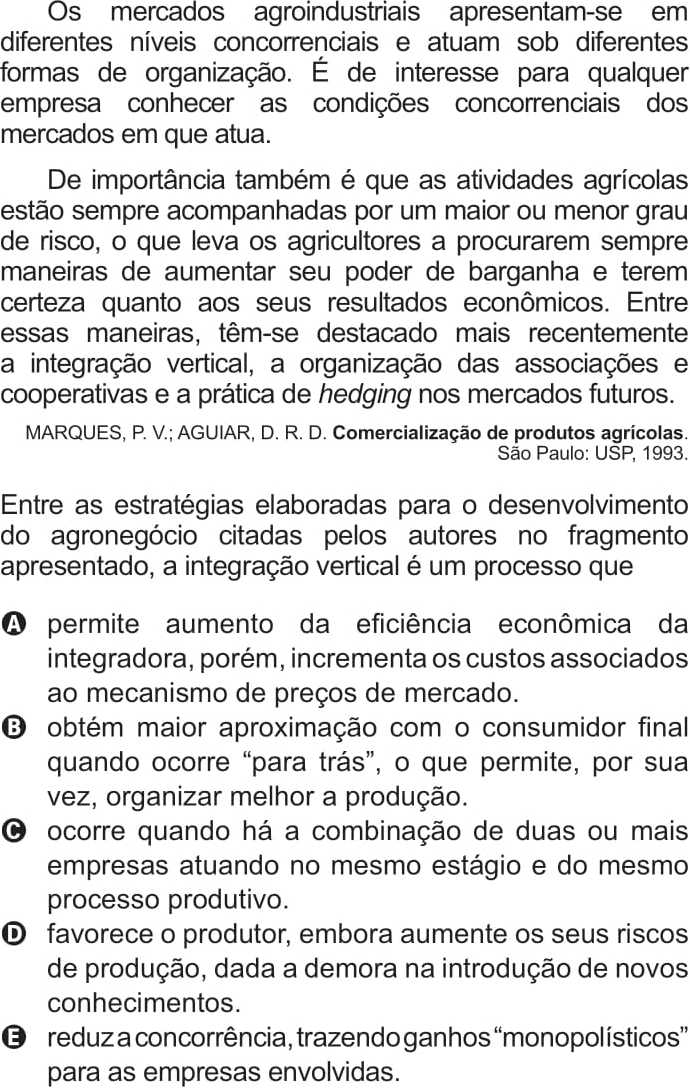 Os mercados agroindustriais apresentam-se em
diferentes níveis concorrenciais e atuam sob diferentes
formas de organização. É de interesse para qualquer
empresa conhecer as condições concorrenciais dos
mercados em que atua.
De importância também é que as atividades agrícolas
estão sempre acompanhadas por um maior ou menor grau
de risco, o que leva os agricultores a procurarem sempre
maneiras de aumentar seu poder de barganha e terem
certeza quanto aos seus resultados econômicos. Entre
essas maneiras, têm-se destacado mais recentemente
a integração vertical, a organização das associações e
cooperativas e a prática de hedging nos mercados futuros.
MARQUES, P. V.; AGUIAR, D. R. D. Comercialização de produtos agrícolas.
São Paulo: USP, 1993.
Entre as estratégias elaboradas para o desenvolvimento
do agronegócio citadas pelos autores no fragmento
apresentado, a integração vertical é um processo que
A permite aumento da eficiência econômica da
integradora, porém, incrementa os custos associados
ao mecanismo de preços de mercado.
B obtém maior aproximação com o consumidor final
quando ocorre “para trás”, o que permite, por sua
vez, organizar melhor a produção.
C ocorre quando há a combinação de duas ou mais
empresas atuando no mesmo estágio e do mesmo
processo produtivo.
D favorece o produtor, embora aumente os seus riscos
de produção, dada a demora na introdução de novos
conhecimentos.
E reduz a concorrência, trazendo ganhos “monopolísticos”
para as empresas envolvidas.